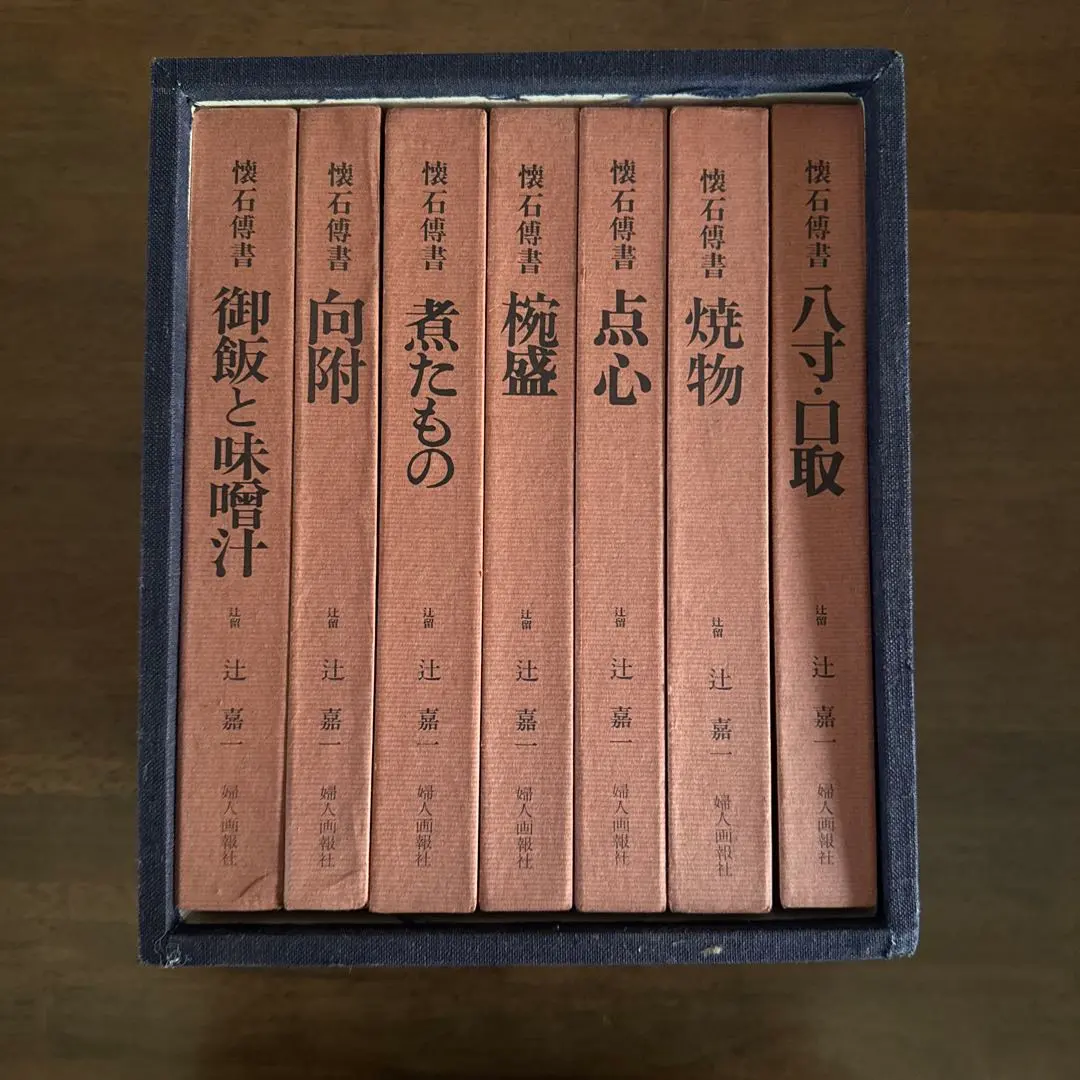 懐石傳書
御飯と味噌汁
辻留
辻嘉一
婦人画報社
懐石傳書
向附
辻留
辻嘉一
婦人画報社
懐石傳書
煮たもの
辻留
辻嘉一
婦人画報社
懐石傳書
椀盛
辻留
辻嘉一
婦人画報社
懐石傳書
点心
辻留
辻嘉一
婦人画報社
懐石傳書
焼物
辻留
辻嘉一
婦人画報社
懐石傳書
八寸・口取
辻留
辻嘉一
婦人画報社